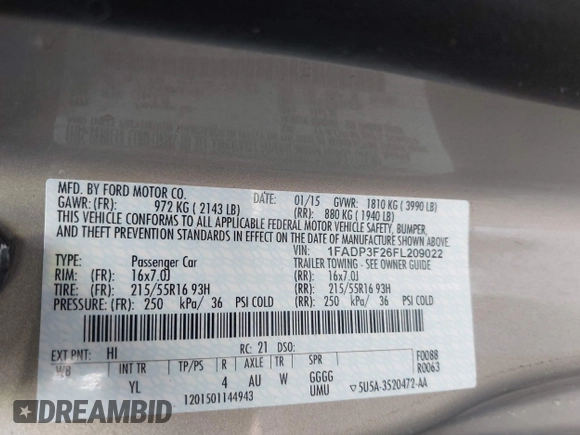 MFD. BY FORD MOTOR CO.
DATE: 01/15 GVWR: 1810 KG ( 3990 LB)
GAWR: (FR): 972 KG ( 2143 LB) (RR): 880 KG ( 1940 LB)
THIS VEHICLE CONFORMS TO ALL APPLICABLE FEDERAL MOTOR VEHICLE SAFETY, BUMPER,
AND THEFT PREVENTION STANDARDS IN EFFECT ON THE DATE OF MANUFACTURE SHOWN ABOVE.
VIN: 1FADP3F26FL209022
TYPE: Passenger Car TRAILER TOWING - SEE OWNER GUIDE
RIM: (FR): 16x7.0J (RR): 16x7.0J
TIRE: (FR): 215/55R16 93H (RR): 215/55R16 93H
PRESSURE: (FR): 250 kPa/ 36 PSI COLD (RR): 250 kPa/ 36 PSI COLD
EXT PNT: HI RC: 21 DSO: F0088
WB INT TR TP/PS R AXLE TR SPR R0063
YL 4 AU W GGGG
UMU
1201501144943
5U5A-3520472-AA
DREAMBID